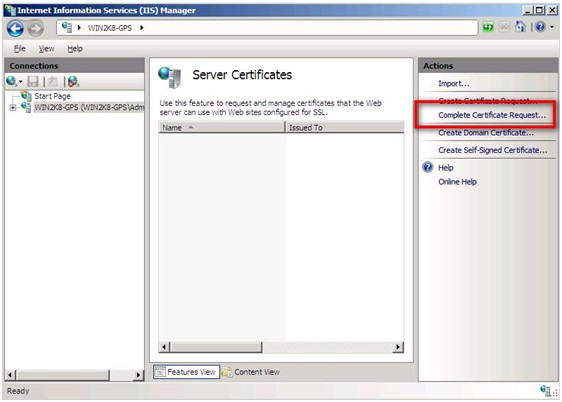 Internet Information Services (IIS) Manager
WIN2K8-GPS
File View Help
Connections
Start Page
WIN2K8-GPS (WIN2K8-GPS\Adm
Server Certificates
Use this feature to request and manage certificates that the Web
server can use with Web sites configured for SSL.
Name Issued To
Features View Content View
Actions
Import...
Create Certificate Request...
Complete Certificate Request...
Create Domain Certificate...
Create Self-Signed Certificate...
Help
Online Help
Ready